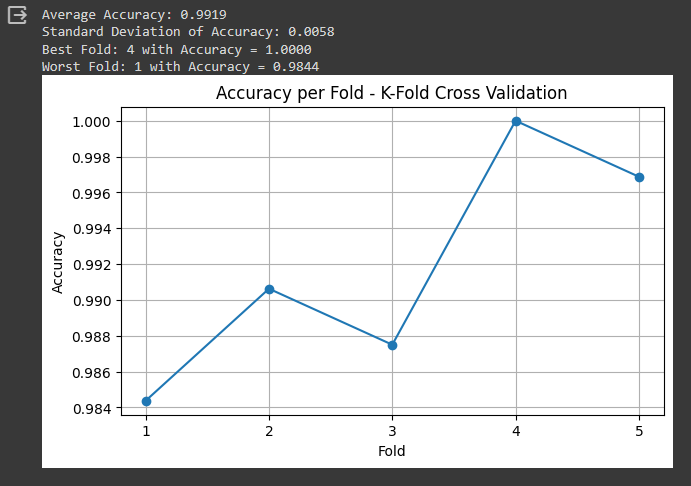 Average Accuracy: 0.9919
Standard Deviation of Accuracy: 0.0058
Best Fold: 4 with Accuracy = 1.0000
Worst Fold: 1 with Accuracy = 0.9844
Accuracy per Fold - K-Fold Cross Validation
1.000
0.998
0.996
0.994
0.992
0.990
0.988
0.986
0.984
Accuracy
1 2 3 4 5
Fold